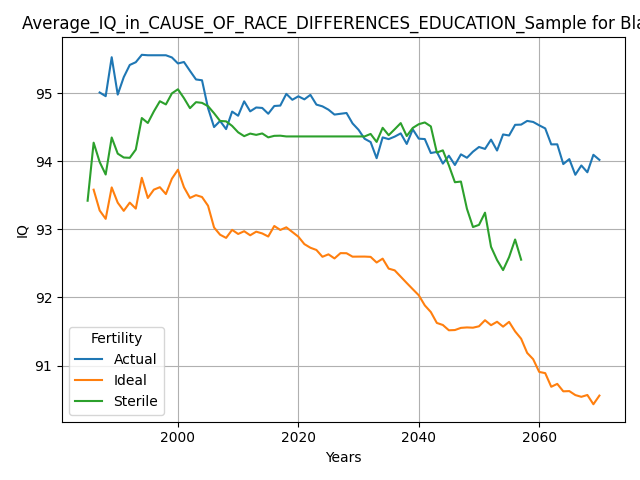 Average_IQ_in_CAUSE_OF_RACE_DIFFERENCES_EDUCATION_Sample for Bla
95
94
93
92
91
IQ
Fertility
Actual
Ideal
Sterile
2000 2020 2040 2060
Years